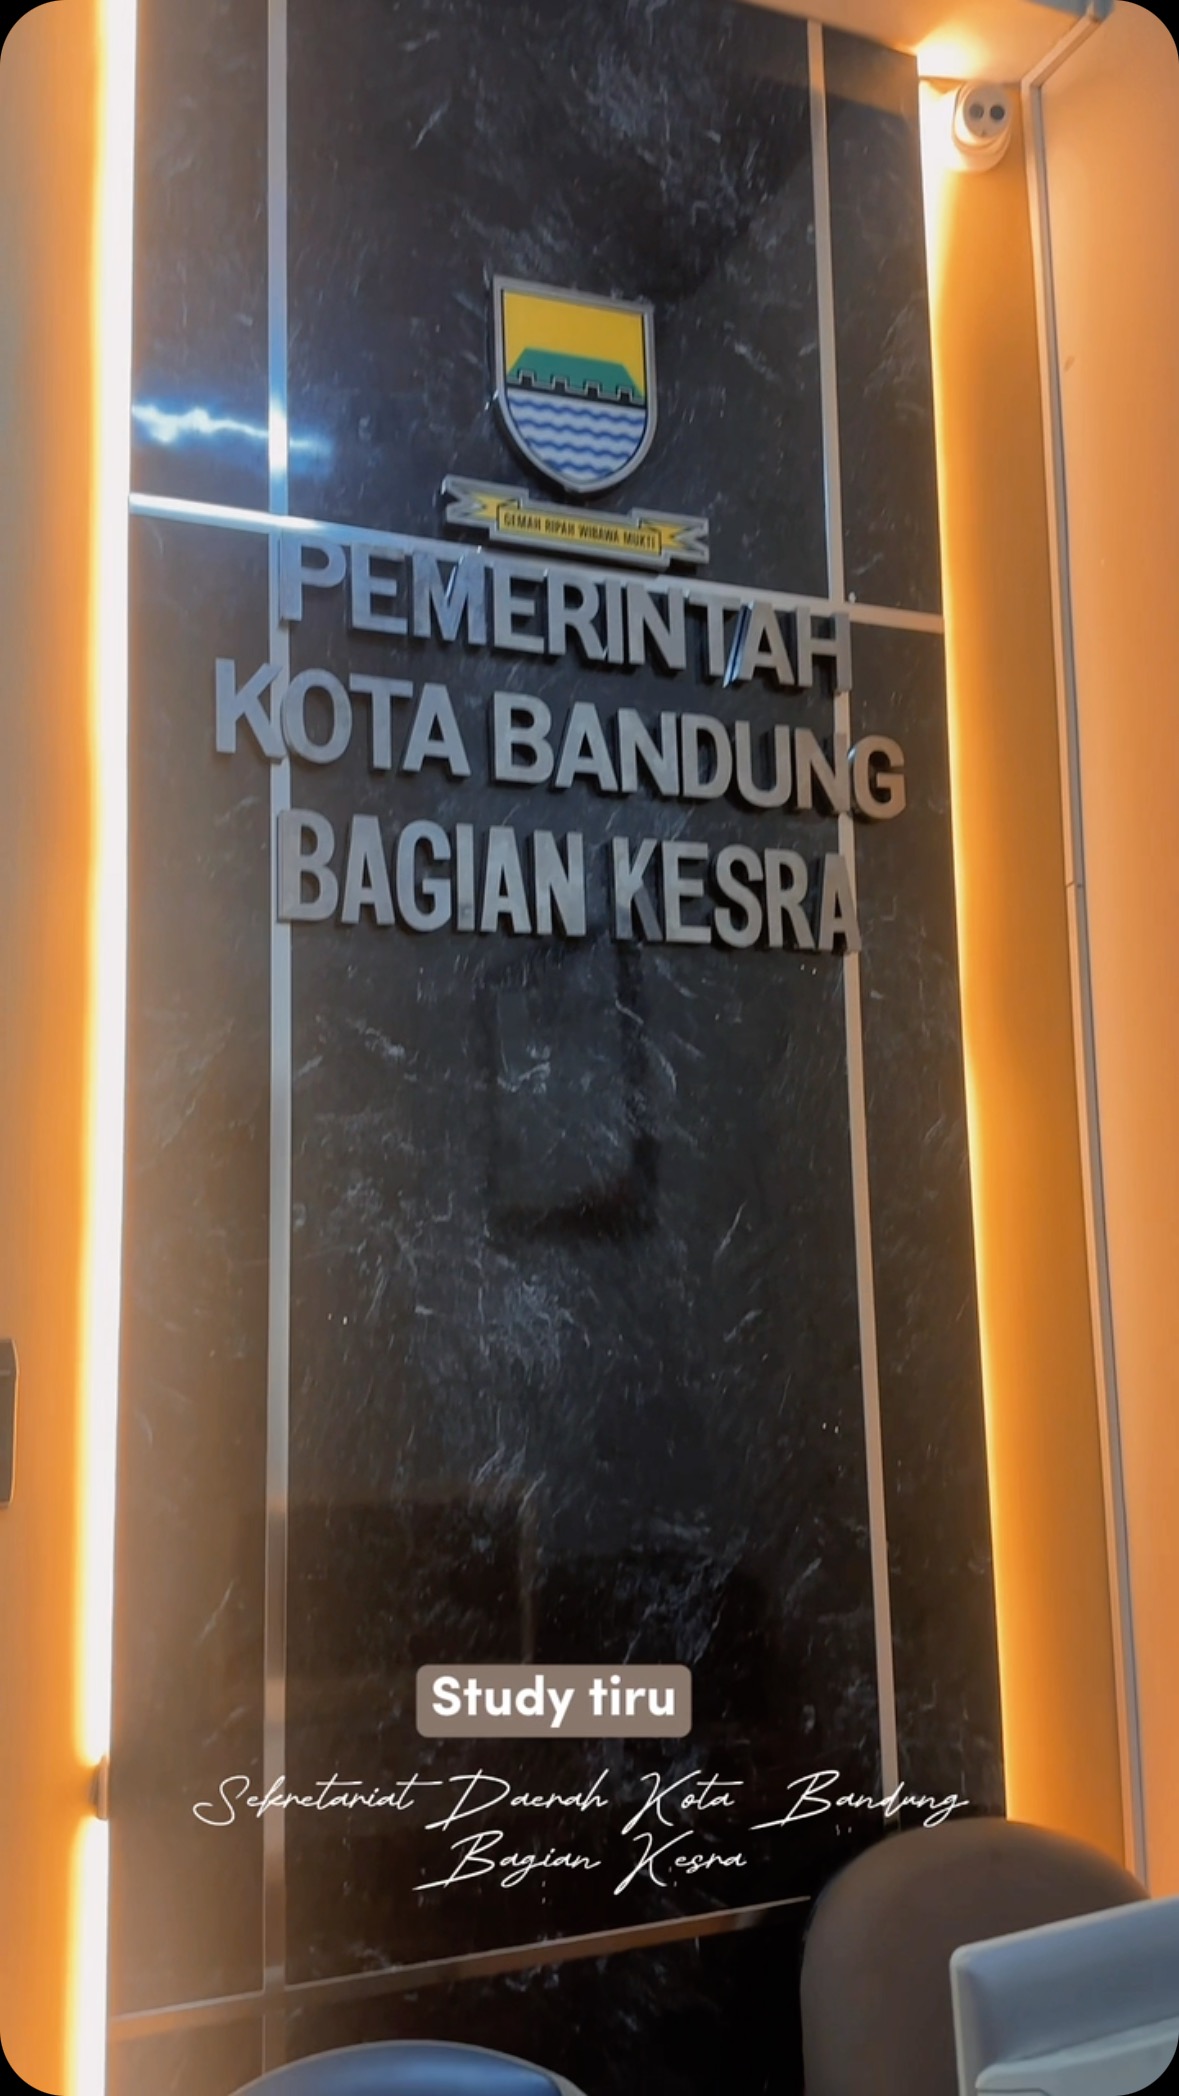 GEMAH RIPAH WIBAWA MUKTI
PEMERINTAH
KOTA BANDUNG
BAGIAN KESRA
Study tiru
Sekretariat Daerah Kota Bandung
Bagian Kesra